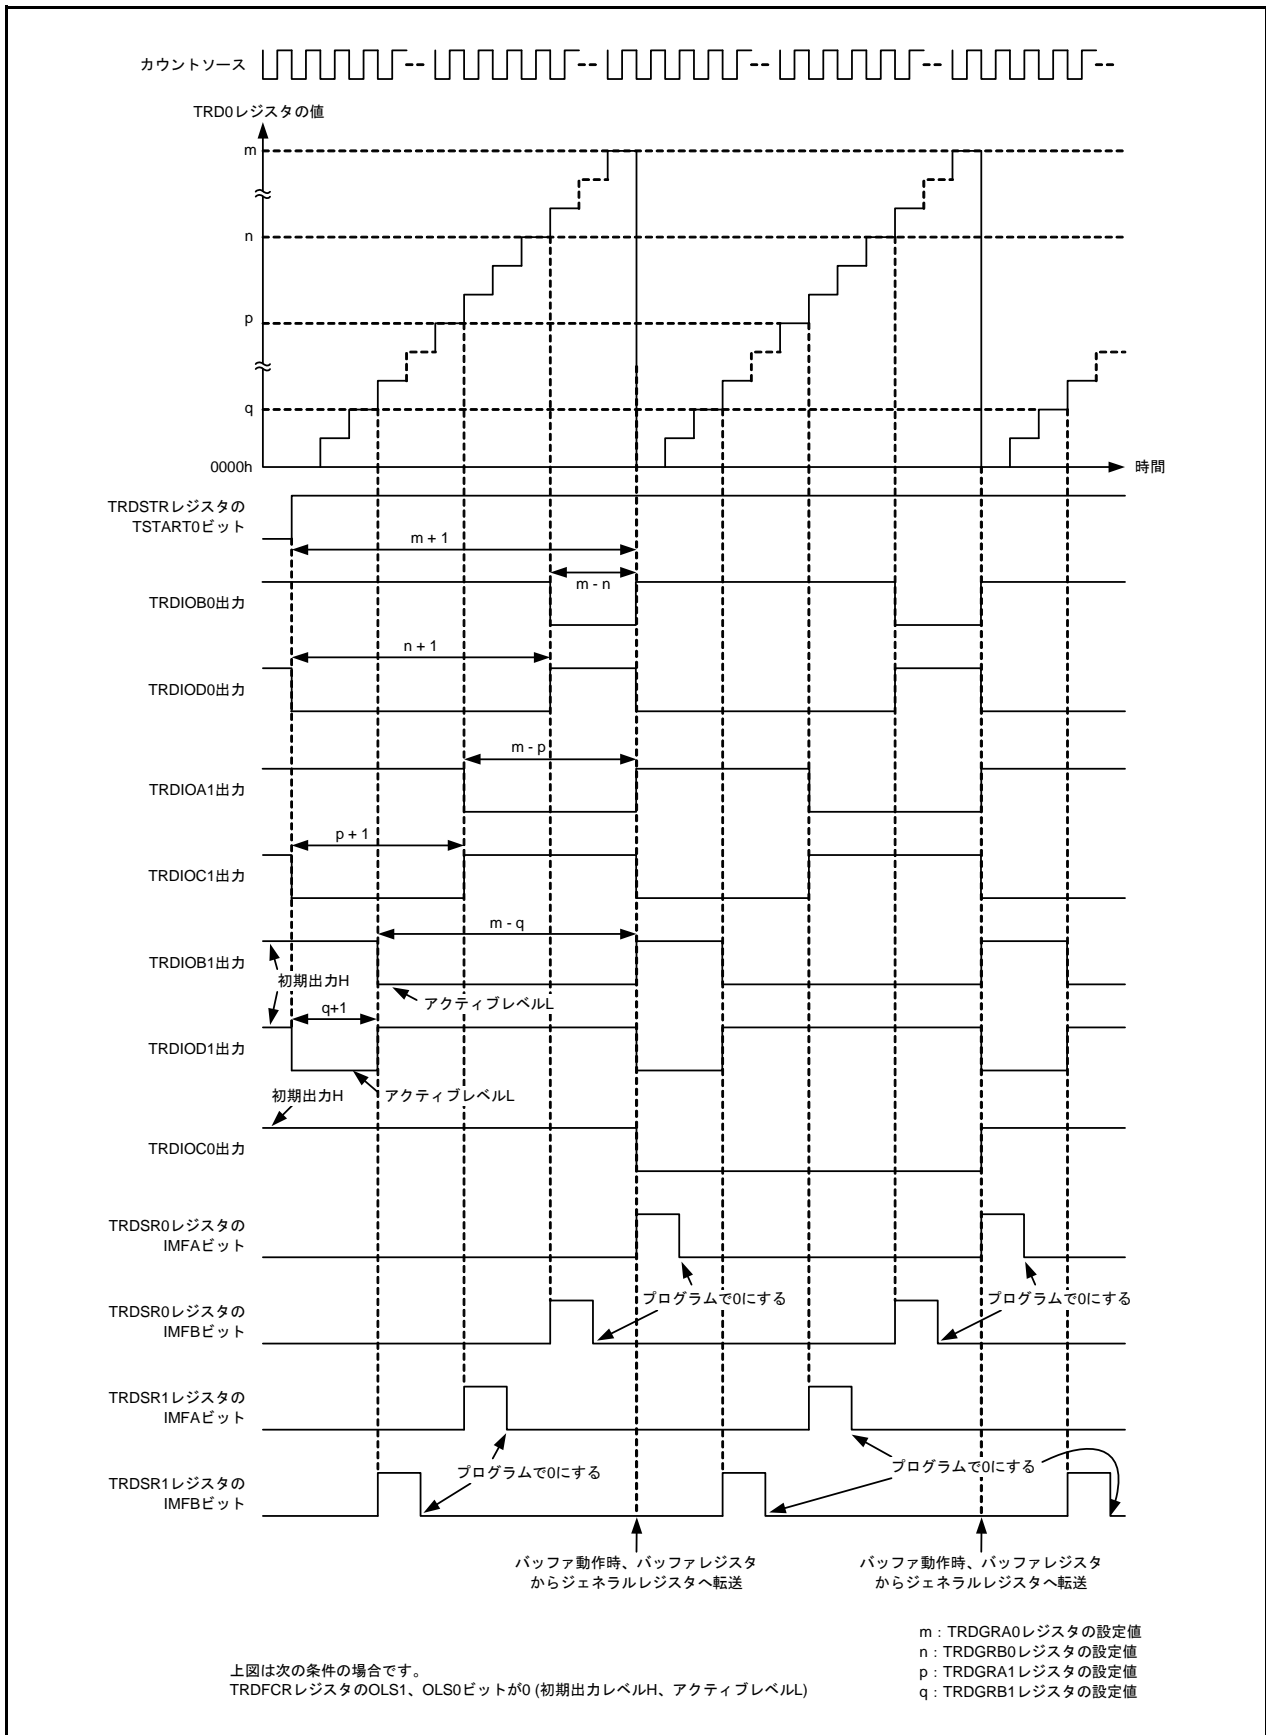 カウントソース
TRD0レジスタの値
m
n
p
q
0000h
時間
TRDSTRレジスタの
TSTART0ビット
m + 1
m - n
TRDIOB0出力
n + 1
TRDIOD0出力
m - p
TRDIOA1出力
p + 1
TRDIOC1出力
m - q
TRDIOB1出力
初期出力H
アクティブレベルL
q+1
TRDIOD1出力
初期出力H
アクティブレベルL
TRDIOC0出力
TRDSR0レジスタの
IMFAビット
プログラムで0にする
プログラムで0にする
TRDSR0レジスタの
IMFBビット
TRDSR1レジスタの
IMFAビット
プログラムで0にする
プログラムで0にする
TRDSR1レジスタの
IMFBビット
バッファ動作時、バッファレジスタ
からジェネラルレジスタへ転送
バッファ動作時、バッファレジスタ
からジェネラルレジスタへ転送
m : TRDGRA0レジスタの設定値
n : TRDGRB0レジスタの設定値
p : TRDGRA1レジスタの設定値
q : TRDGRB1レジスタの設定値
上図は次の条件の場合です。
TRDFCRレジスタのOLS1、OLS0ビットが0 (初期出力レベルH、アクティブレベルL)